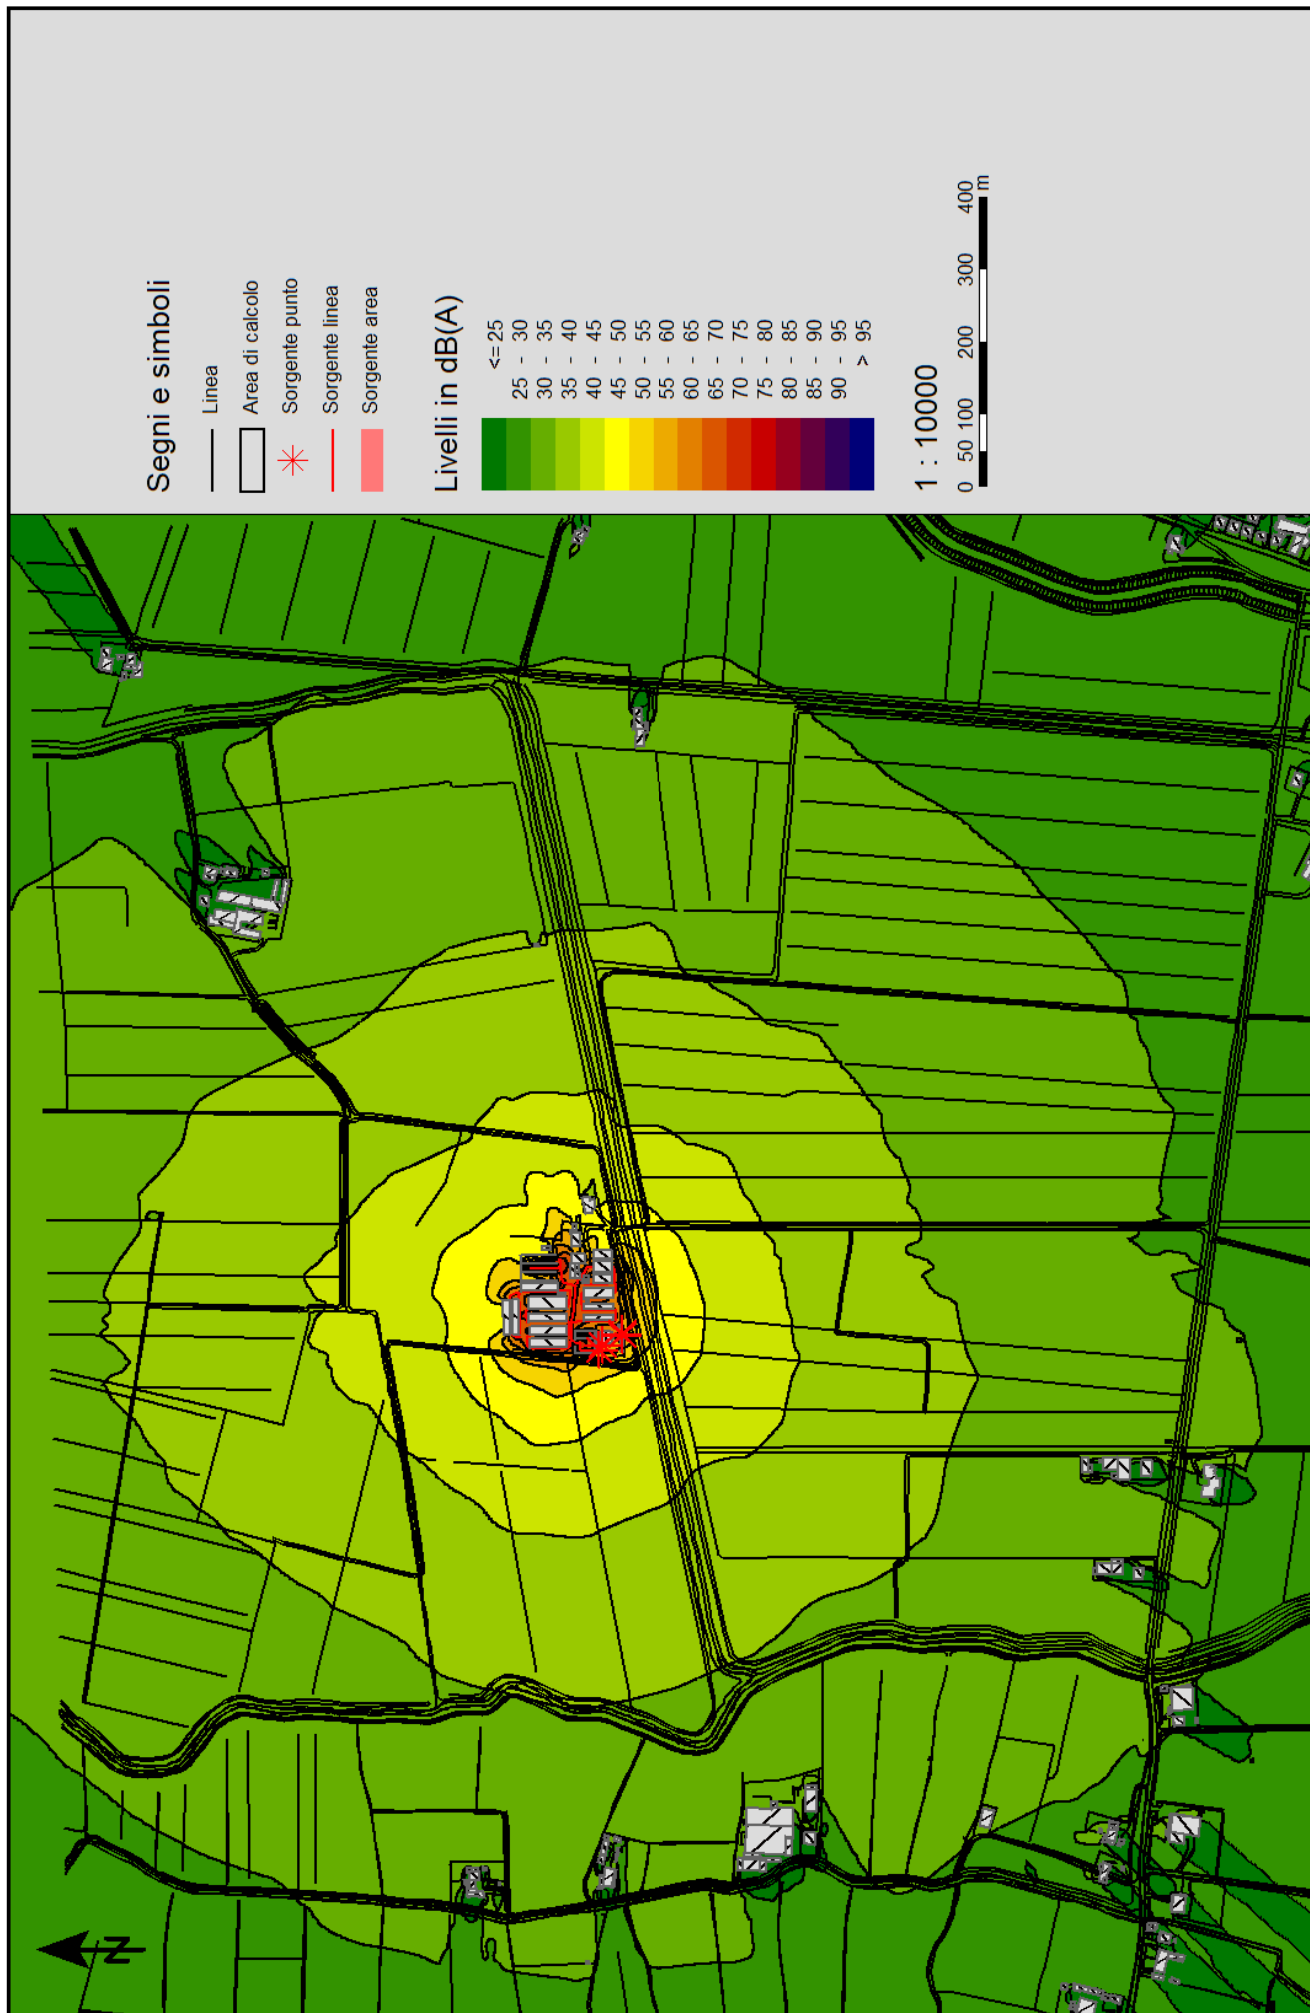 Segni e simboli
Linea
Area di calcolo
Sorgente punto
Sorgente linea
Sorgente area
Livelli in dB(A)
<= 25
25 - 30
30 - 35
35 - 40
40 - 45
45 - 50
50 - 55
55 - 60
60 - 65
65 - 70
70 - 75
75 - 80
80 - 85
85 - 90
90 - 95
> 95
1 : 10000
0 50 100 200 300 400
m
N